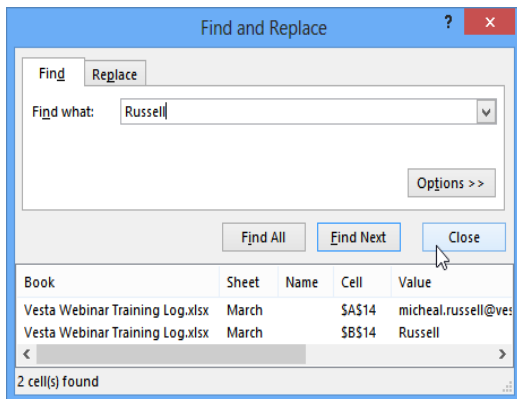 Find and Replace ? ×
Find Replace
Find what: Russell
Options >>
Find All Find Next Close
Book Sheet Name Cell Value
Vesta Webinar Training Log.xlsx March $A$14 micheal.russell@ves
Vesta Webinar Training Log.xlsx March $B$14 Russell
2 cell(s) found